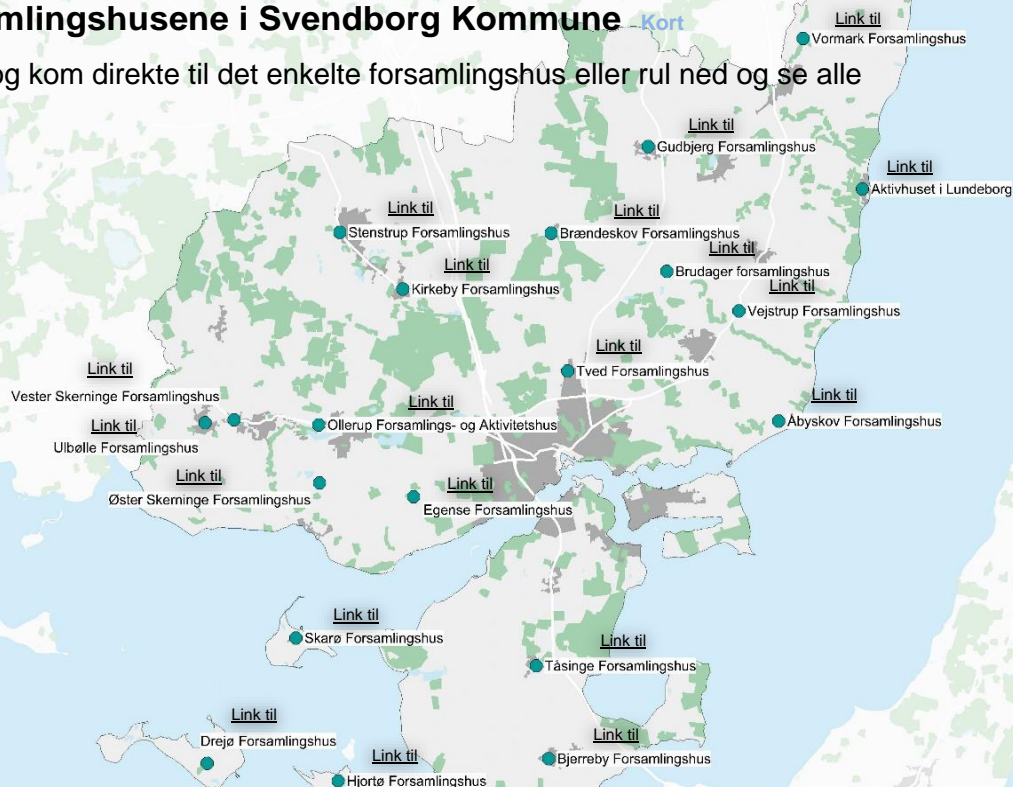 mlingshusene i Svendborg Kommune Kort
og kom direkte til det enkelte forsamlingshus eller rul ned og se alle
Link til
Vormark Forsamlingshus
Link til
Gudbjerg Forsamlingshus
Link til
Aktivhuset i Lundeborg
Link til
Stenstrup Forsamlingshus
Link til
Brændeskov Forsamlingshus
Link til
Brudager forsamlingshus
Link til
Kirkeby Forsamlingshus
Link til
Vejstrup Forsamlingshus
Link til
Tved Forsamlingshus
Link til
Vester Skerninge Forsamlingshus
Link til
Ollerup Forsamlings- og Aktivitetshus
Link til
Åbyskov Forsamlingshus
Link til
Ulbølle Forsamlingshus
Link til
Øster Skerninge Forsamlingshus
Link til
Egense Forsamlingshus
Link til
Skarø Forsamlingshus
Link til
Tåsinge Forsamlingshus
Link til
Drejø Forsamlingshus
Link til
Bjerreby Forsamlingshus
Link til
Hjortø Forsamlingshus